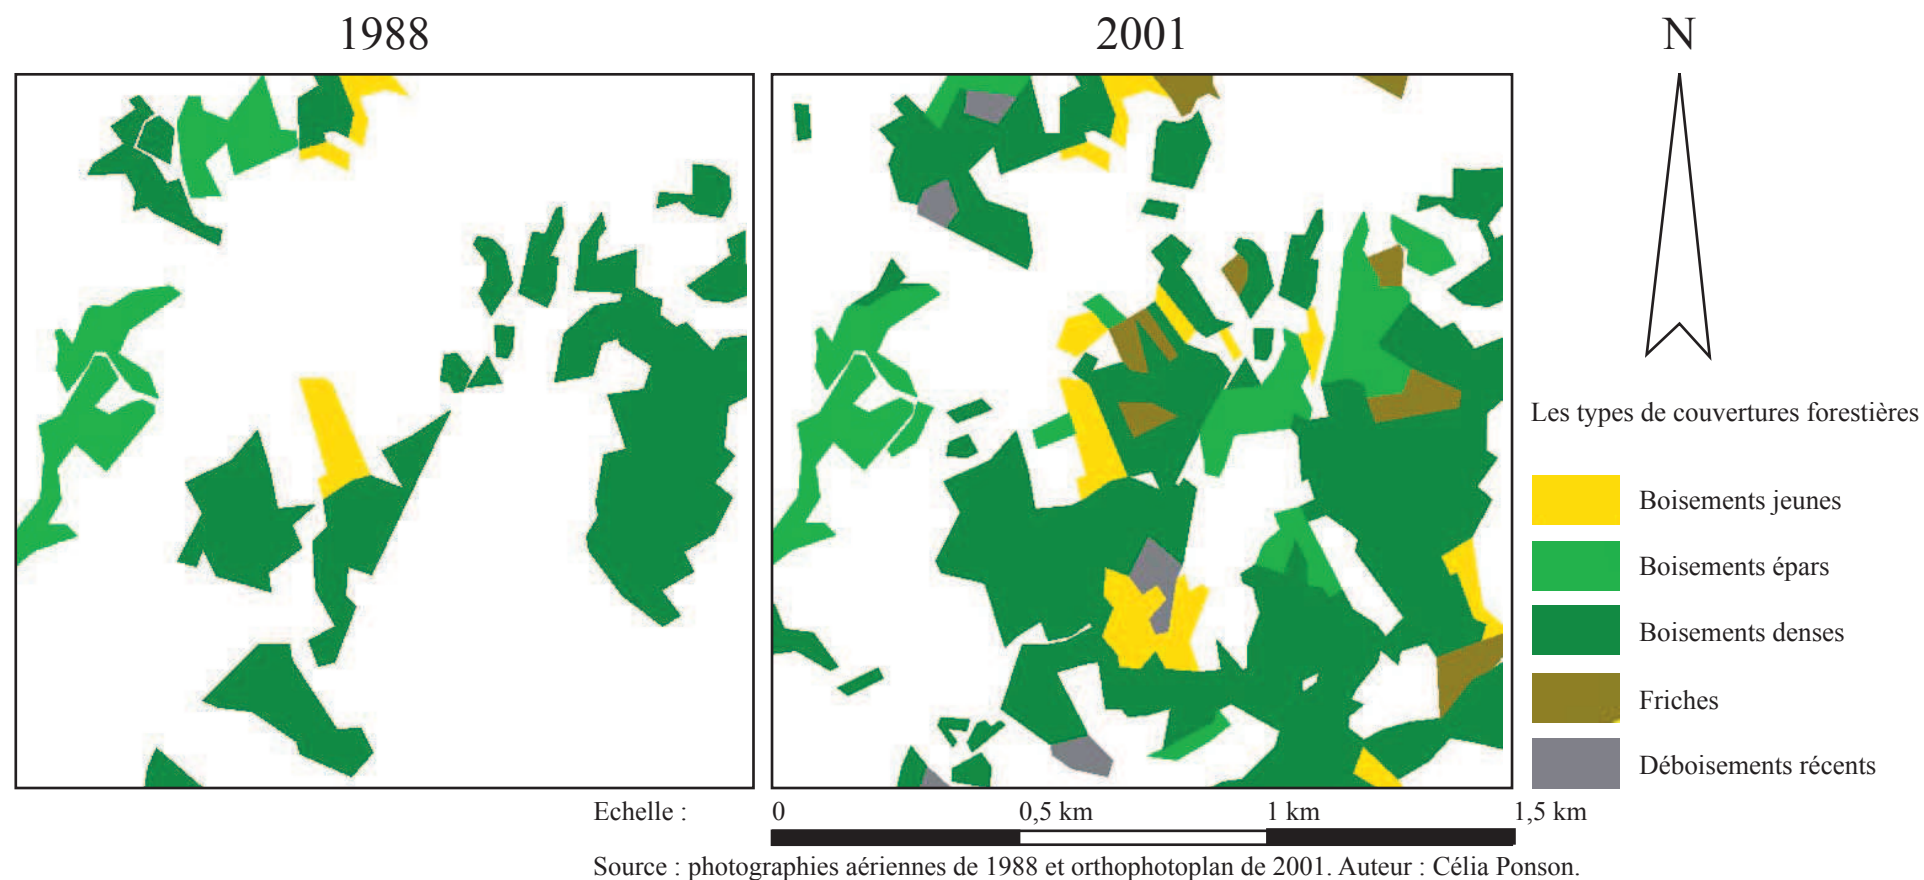 1988
2001
N
Les types de couvertures forestières
Boisements jeunes
Boisements épars
Boisements denses
Friches
Déboisements récents
Echelle :
0
0,5 km
1 km
1,5 km
Source : photographies aériennes de 1988 et orthophotoplan de 2001. Auteur : Célia Ponson.